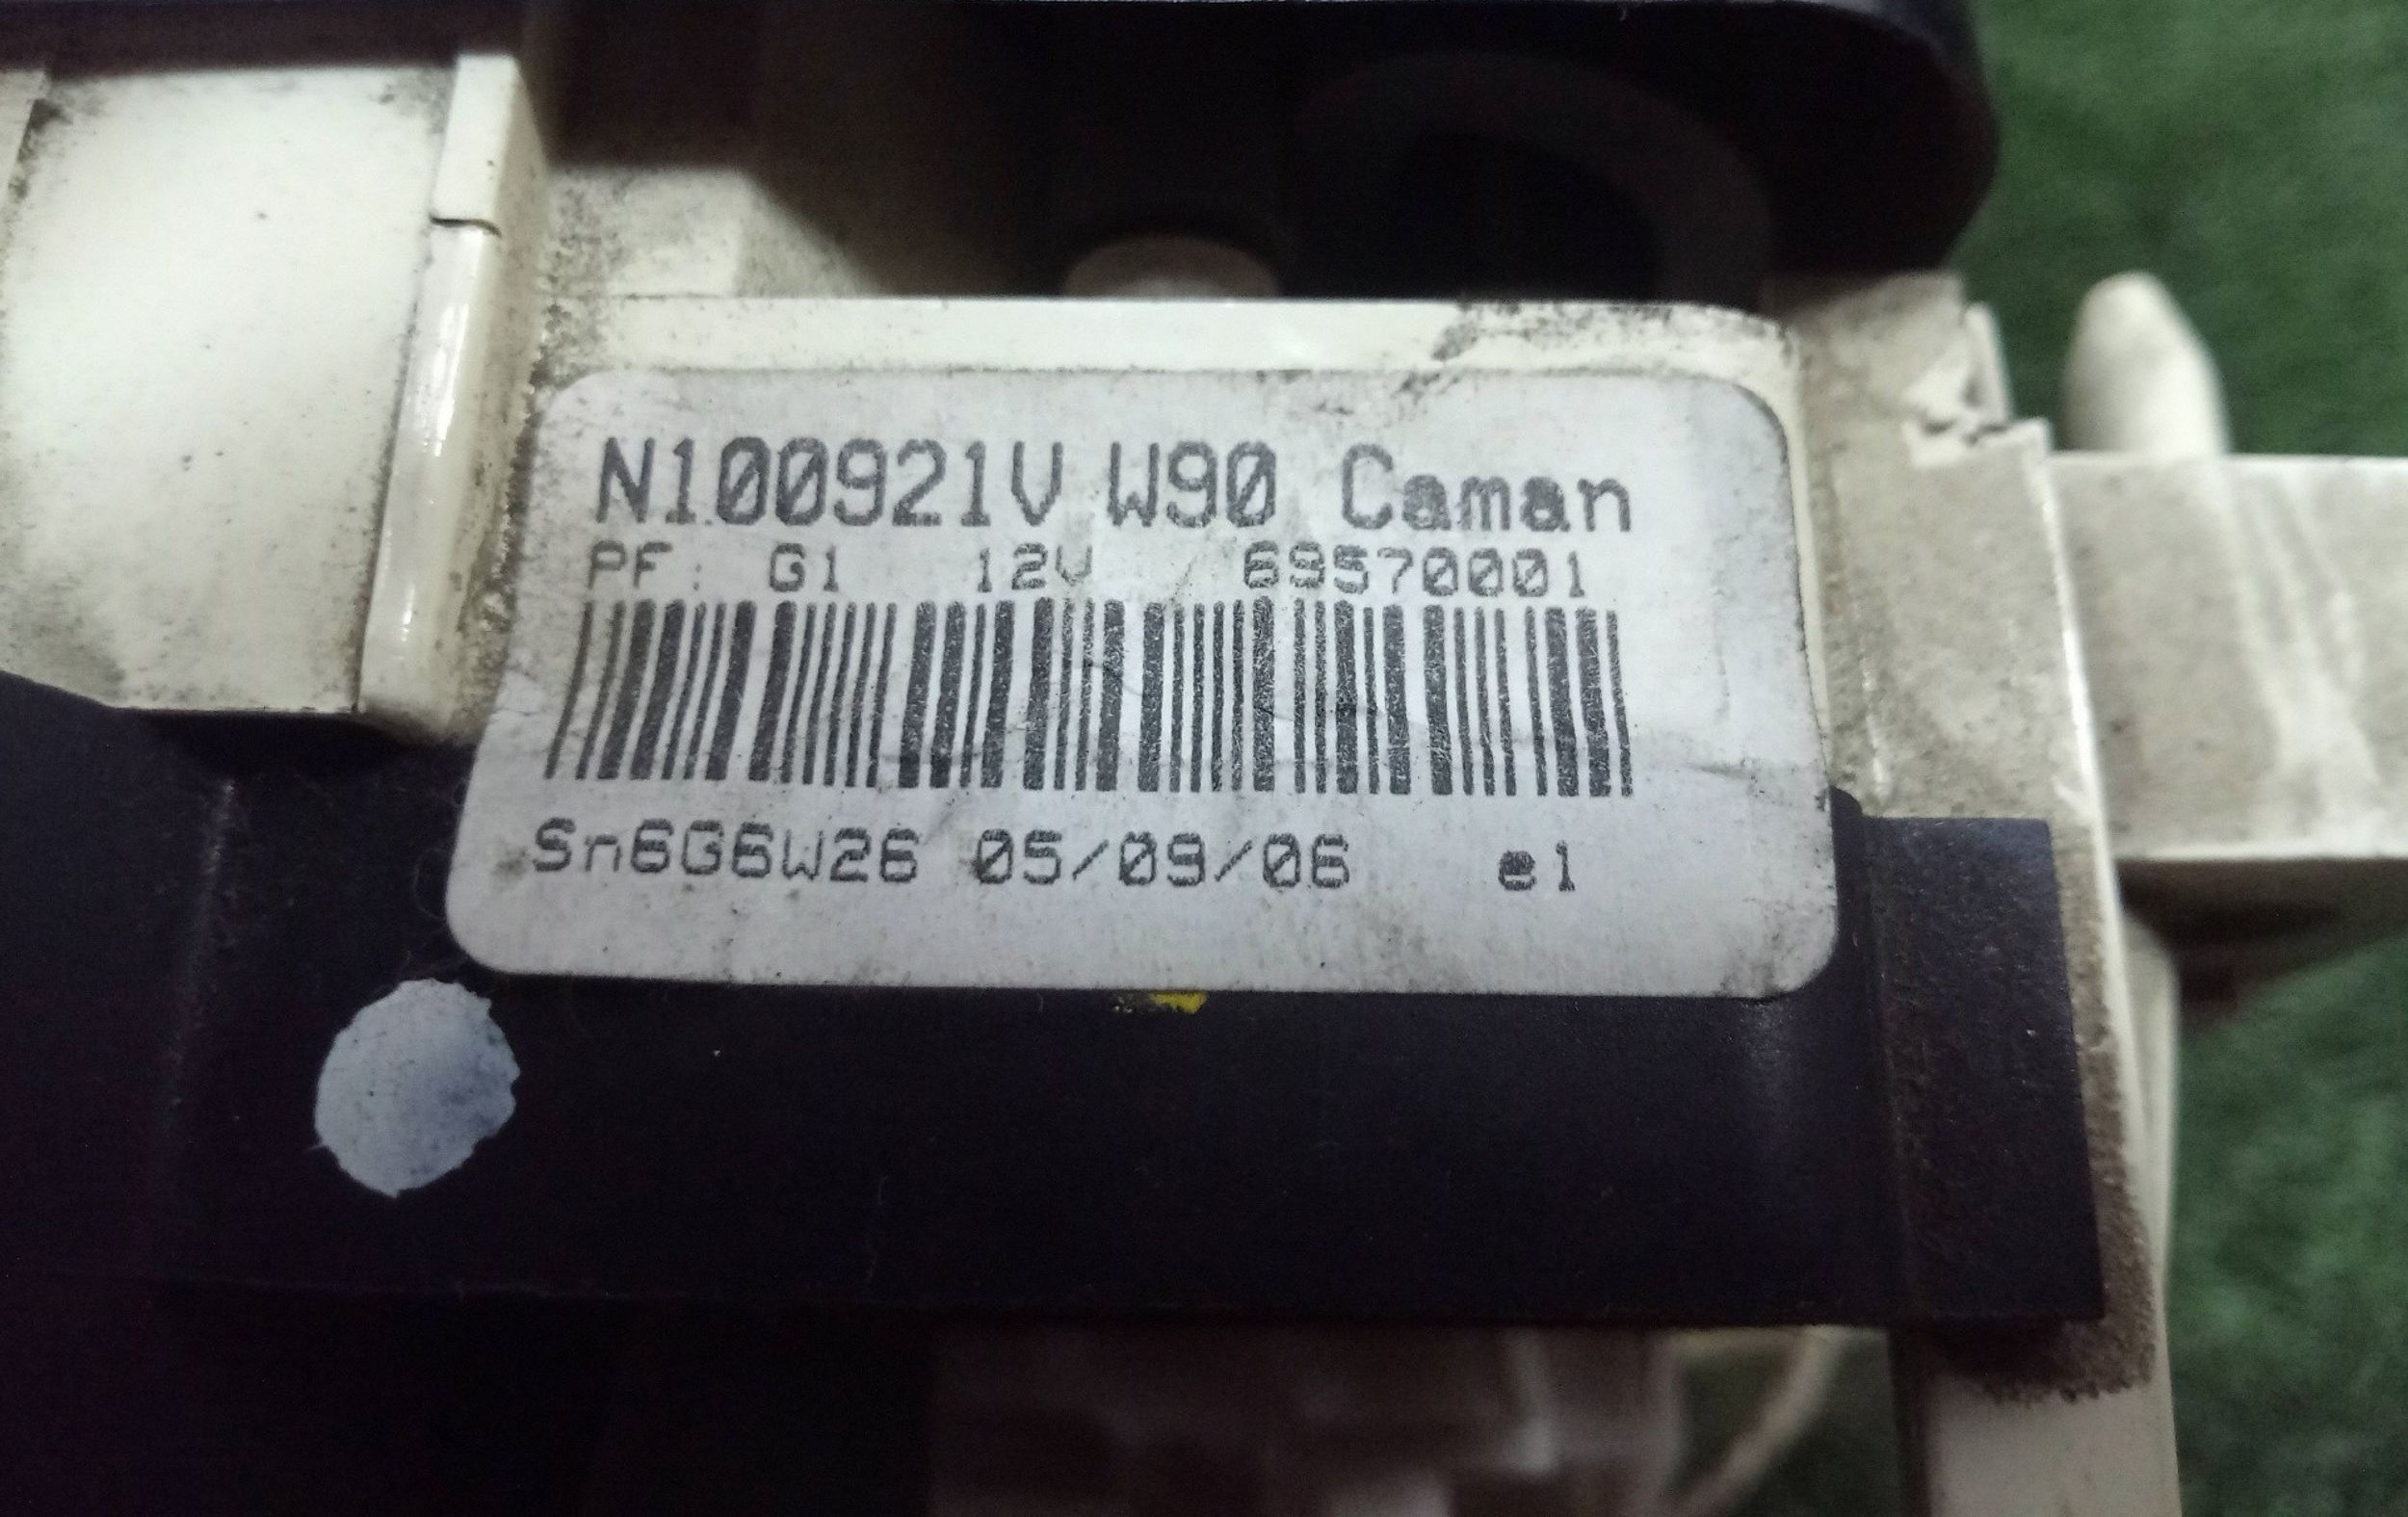 N100921V W90 Caman
PF: G1 12V 69570001
Sn6G6W26 05/09/06 e1